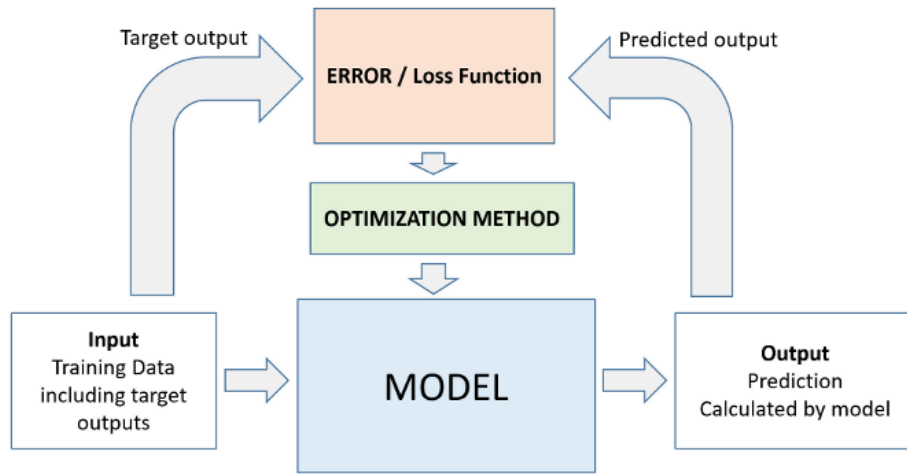 Target output
Predicted output
ERROR / Loss Function
OPTIMIZATION METHOD
Input
Training Data
including target
outputs
MODEL
Output
Prediction
Calculated by model